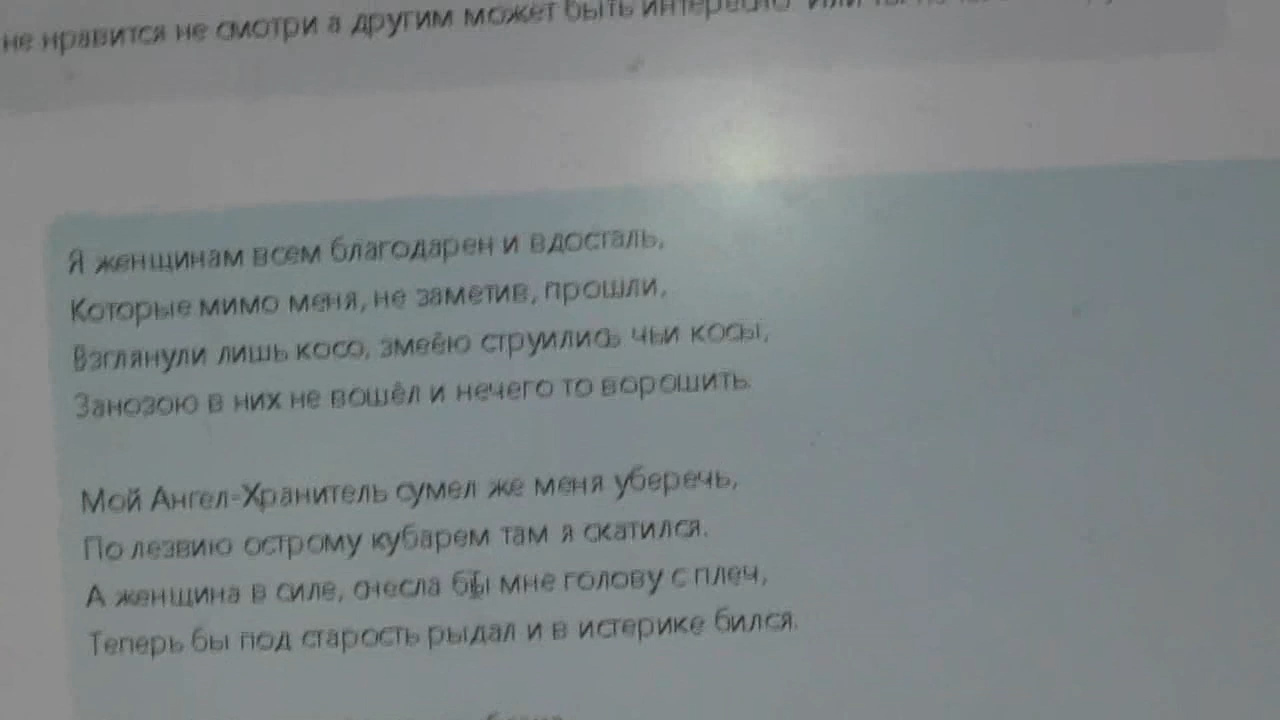 не нравится не смотри а другим может быть интересно или ты
Я женщинам всем благодарен и вдосталь,
Которые мимо меня, не заметив, прошли,
Взглянули лишь косо, змеёю струились чьи косы,
Занозою в них не вошёл и нечего то ворошить.
Мой Ангел-Хранитель сумел же меня уберечь,
По лезвию острому кубарем там я скатился.
А женщина в силе, снесла бы мне голову с плеч,
Теперь бы под старость рыдал и в истерике бился.